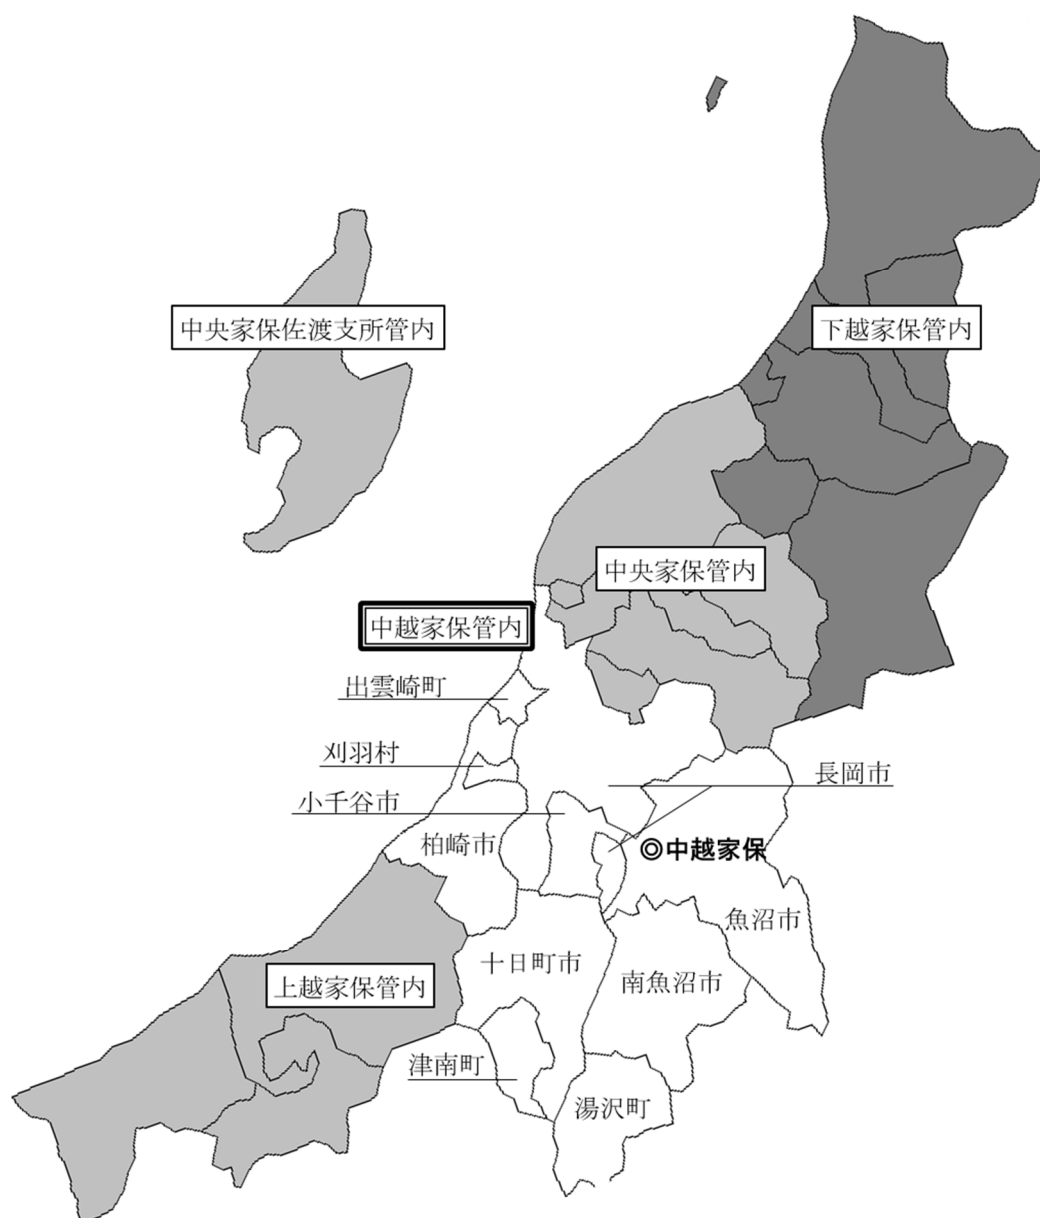 中央家保佐渡支所管内
下越家保管内
中央家保管内
中越家保管内
出雲崎町
刈羽村
長岡市
小千谷市
柏崎市
◎中越家保
魚沼市
十日町市
南魚沼市
上越家保管内
津南町
湯沢町